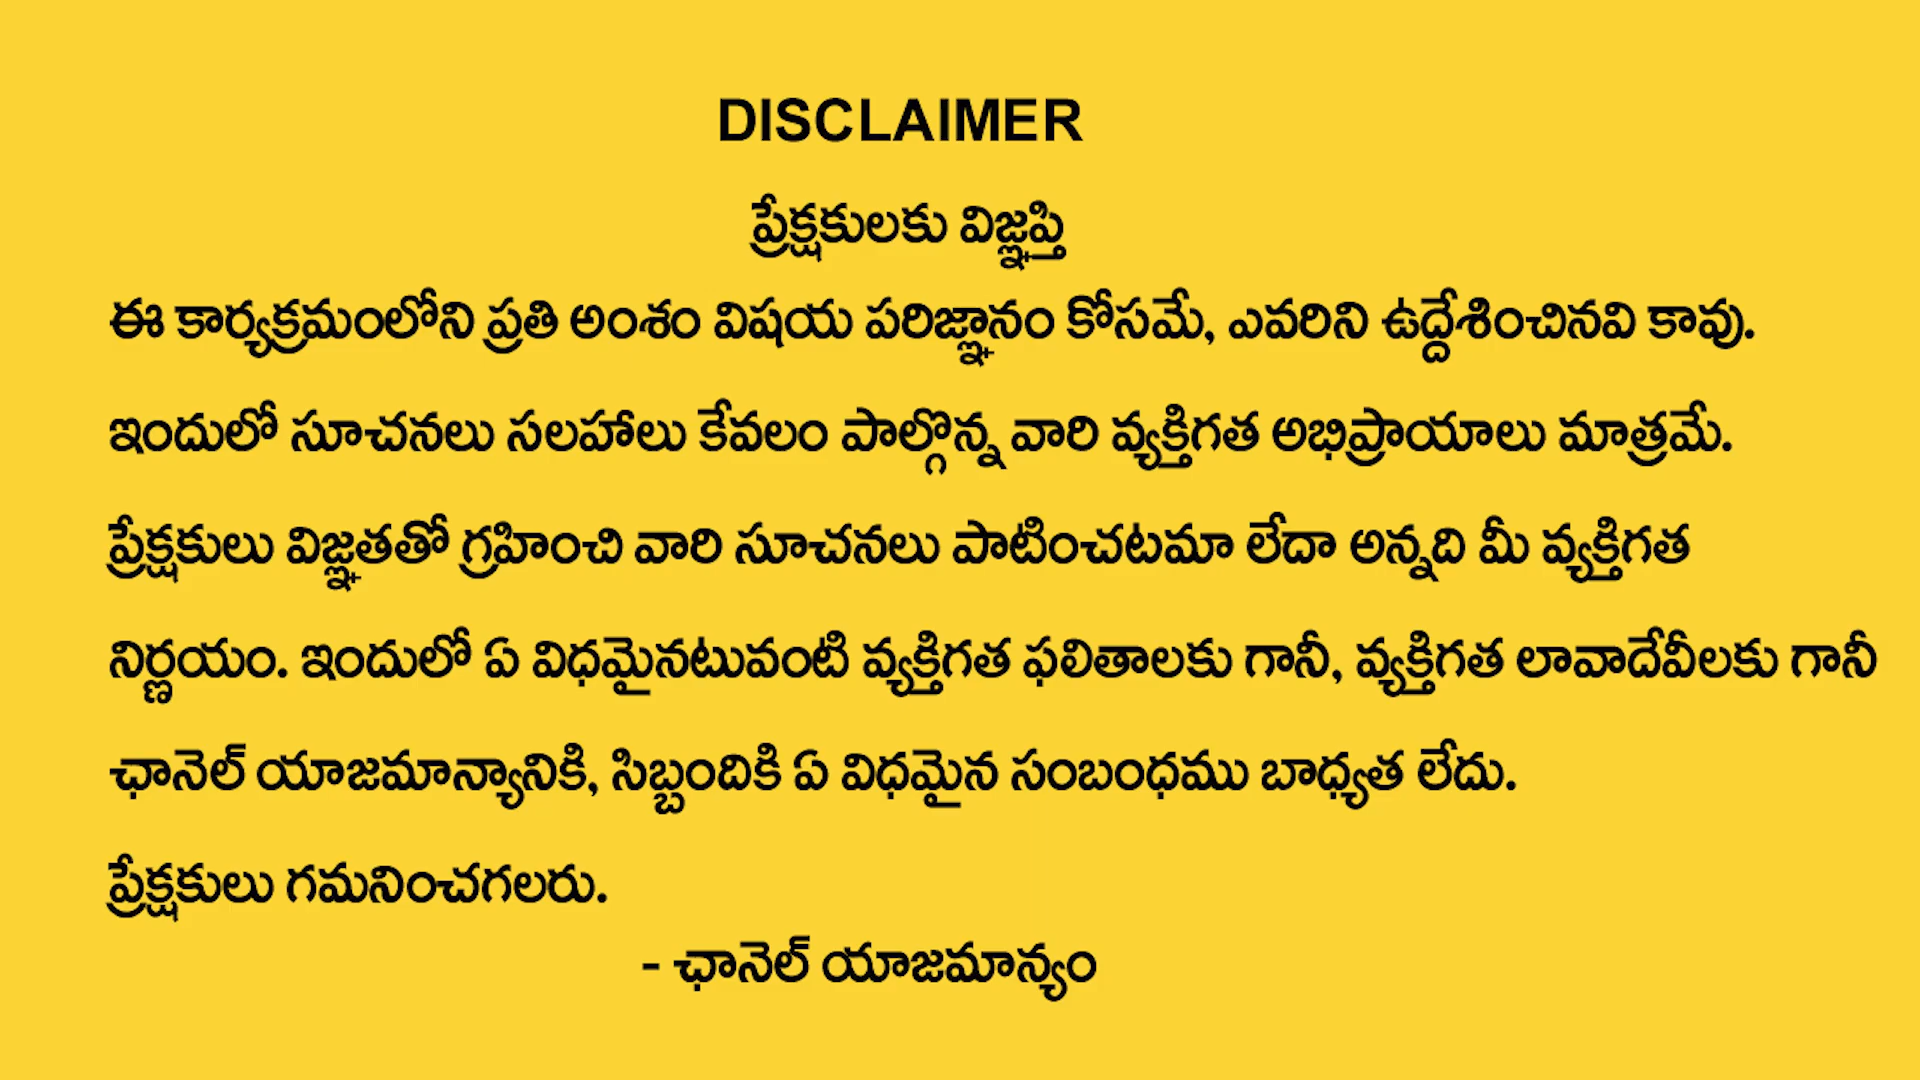 DISCLAIMER
ప్రేక్షకులకు విజ్ఞప్తి
ఈ కార్యక్రమంలోని ప్రతి అంశం విషయ పరిజ్ఞానం కోసమే, ఎవరిని ఉద్దేశించినవి కావు.
ఇందులో సూచనలు సలహాలు కేవలం పాల్గొన్న వారి వ్యక్తిగత అభిప్రాయాలు మాత్రమే.
ప్రేక్షకులు విజ్ఞతతో గ్రహించి వారి సూచనలు పాటించటమా లేదా అన్నది మీ వ్యక్తిగత
నిర్ణయం. ఇందులో ఏ విధమైనటువంటి వ్యక్తిగత ఫలితాలకు గానీ, వ్యక్తిగత లావాదేవీలకు గానీ
ఛానెల్ యాజమాన్యానికి, సిబ్బందికి ఏ విధమైన సంబంధము బాధ్యత లేదు.
ప్రేక్షకులు గమనించగలరు.
- ఛానెల్ యాజమాన్యం